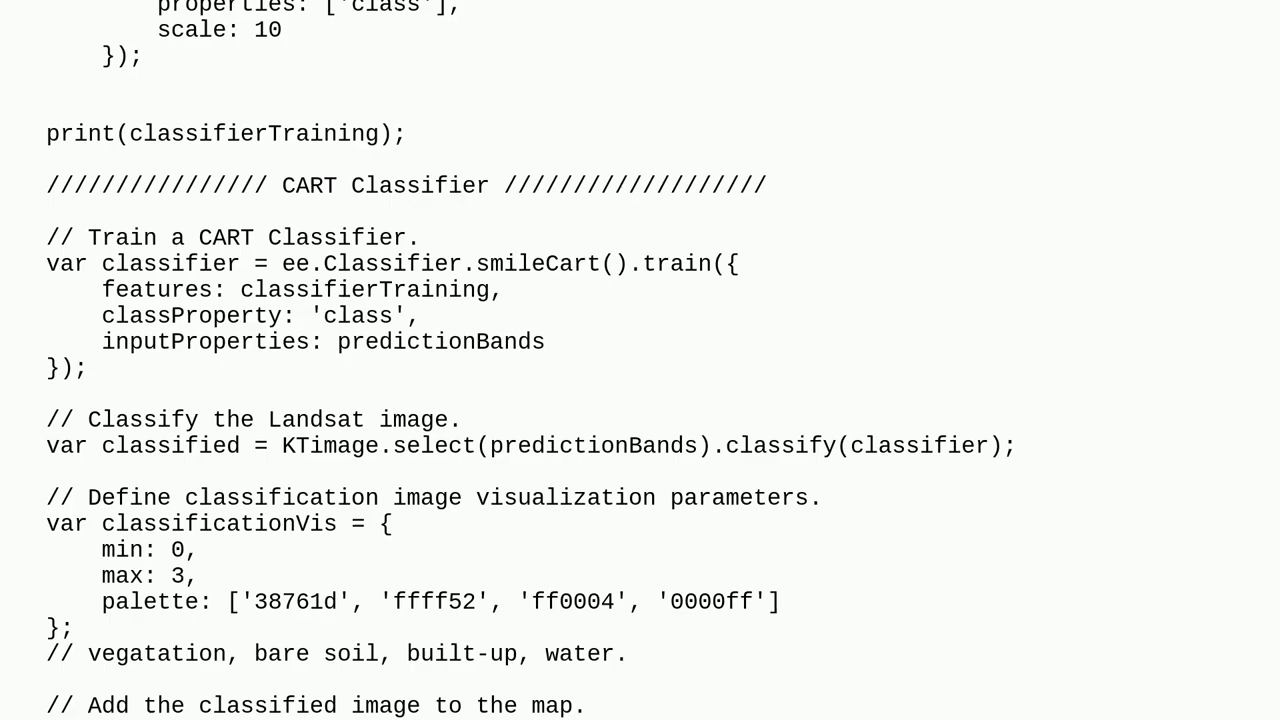 properties: ['class'],
scale: 10
});
print(classifierTraining);
//////////////// CART Classifier ///////////////////
// Train a CART Classifier.
var classifier = ee.Classifier.smileCart().train({
features: classifierTraining,
classProperty: 'class',
inputProperties: predictionBands
});
// Classify the Landsat image.
var classified = KTimage.select(predictionBands).classify(classifier);
// Define classification image visualization parameters.
var classificationVis = {
min: 0,
max: 3,
palette: ['38761d', 'ffff52', 'ff0004', '0000ff']
};
// vegatation, bare soil, built-up, water.
// Add the classified image to the map.